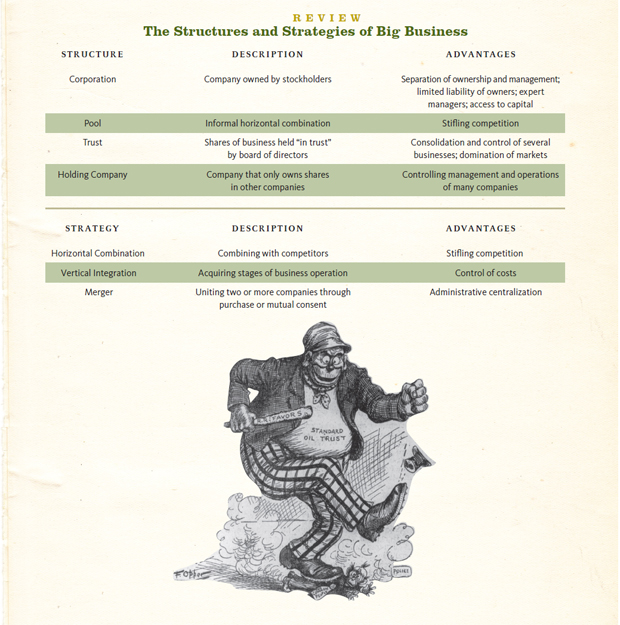 REVIEW
The Structures and Strategies of Big Business
STRUCTURE DESCRIPTION ADVANTAGES
Corporation Company owned by stockholders Separation of ownership and management;
limited liability of owners; expert
managers; access to capital
Pool Informal horizontal combination Stifling competition
Trust Shares of business held “in trust” Consolidation and control of several
by board of directors businesses; domination of markets
Holding Company Company that only owns shares Controlling management and operations
in other companies of many companies
STRATEGY DESCRIPTION ADVANTAGES
Horizontal Combination Combining with competitors Stifling competition
Vertical Integration Acquiring stages of business operation Control of costs
Merger Uniting two or more companies through Administrative centralization
purchase or mutual consent
FAVORS
STANDARD
OIL TRUST
F. Opper